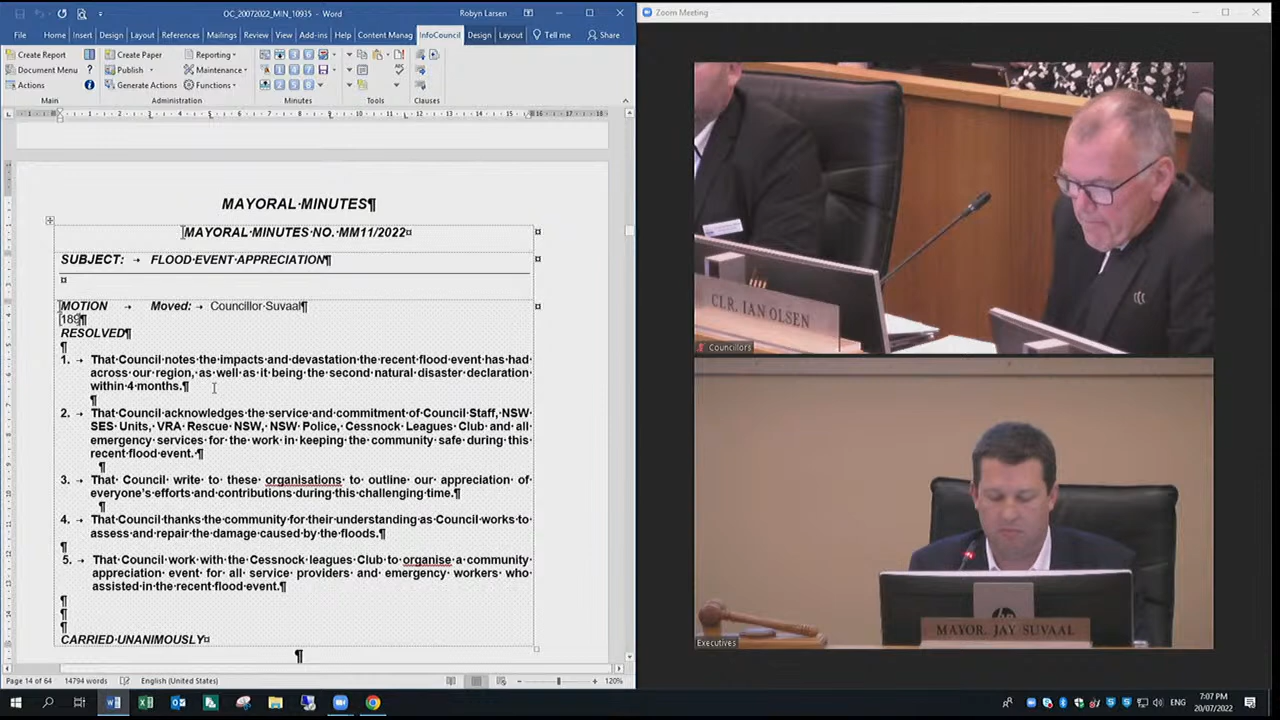 OC_20072022_MIN_10935 - Word
Robyn Larsen
Zoom Meeting
File Home Insert Design Layout References Mailings Review View Add-ins Help Content Manag InfoCouncil Design Layout Tell me Share
Create Report Create Paper Reporting
Document Menu Publish Maintenance
Actions Generate Actions Functions
Main Administration Minutes Tools Clauses
MAYORAL MINUTES¶
MAYORAL MINUTES NO. MM11/2022¤
SUBJECT: → FLOOD EVENT APPRECIATION¶
¤
MOTION → Moved: → Councillor Suvaal¶
189¶
RESOLVED¶
¶
1. → That Council notes the impacts and devastation the recent flood event has had
across our region, as well as it being the second natural disaster declaration
within 4 months.¶
¶
2. → That Council acknowledges the service and commitment of Council Staff, NSW
SES Units, VRA Rescue NSW, NSW Police, Cessnock Leagues Club and all
emergency services for the work in keeping the community safe during this
recent flood event. ¶
¶
3. → That Council write to these organisations to outline our appreciation of
everyone's efforts and contributions during this challenging time.¶
¶
4. → That Council thanks the community for their understanding as Council works to
assess and repair the damage caused by the floods.¶
¶
5. → That Council work with the Cessnock leagues Club to organise a community
appreciation event for all service providers and emergency workers who
assisted in the recent flood event.¶
¶
¶
¶
CARRIED UNANIMOUSLY¤
¶
CLR. IAN OLSEN
Councillors
hp
MAYOR. JAY SUVAAL
Executives
Page 14 of 64 14794 words English (United States) 120%
ENG
7:07 PM
20/07/2022